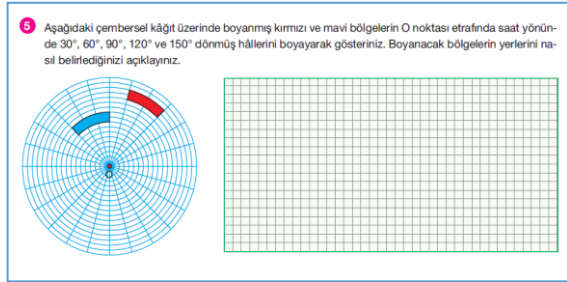 5 Aşağıdaki çembersel kâğıt üzerinde boyanmış kırmızı ve mavi bölgelerin O noktası etrafında saat yönün-
de 30°, 60°, 90°, 120° ve 150° dönmüş hâllerini boyayarak gösteriniz. Boyanacak bölgelerin yerlerini na-
sıl belirlediğinizi açıklayınız.
O